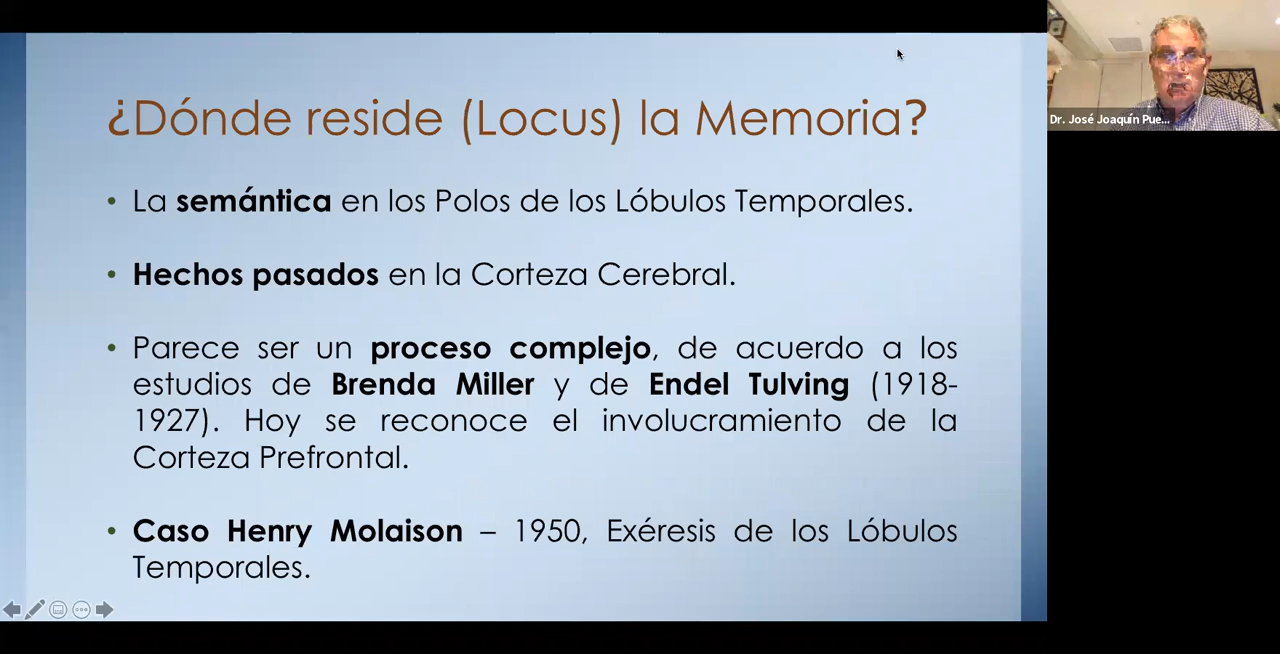 ¿Dónde reside (Locus) la Memoria?
• La semántica en los Polos de los Lóbulos Temporales.
• Hechos pasados en la Corteza Cerebral.
• Parece ser un proceso complejo, de acuerdo a los
estudios de Brenda Miller y de Endel Tulving (1918-
1927). Hoy se reconoce el involucramiento de la
Corteza Prefrontal.
• Caso Henry Molaison – 1950, Exéresis de los Lóbulos
Temporales.
Dr. José Joaquín Pue...